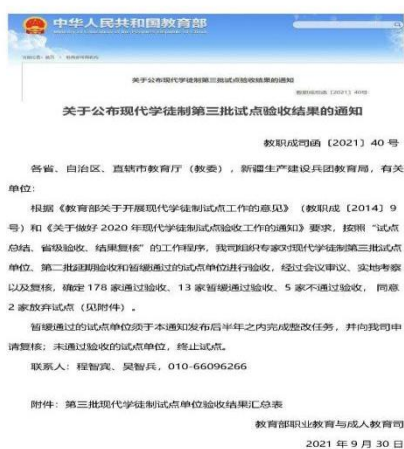 中华人民共和国教育部
关于公布现代学徒制第三批试点验收结果的通知
教职成司函〔2021〕40号
关于公布现代学徒制第三批试点验收结果的通知
教职成司函〔2021〕40 号
各省、自治区、直辖市教育厅（教委），新疆生产建设兵团教育局，有关
单位：
根据《教育部关于开展现代学徒制试点工作的意见》（教职成〔2014〕9
号）和《关于做好 2020 年现代学徒制试点验收工作的通知》要求，按照“试点
总结、省级验收、结果复核”的工作程序，我司组织专家对现代学徒制第三批试点
单位、第二批延期验收和暂缓通过的试点单位进行验收，经过会议审议、实地考察
以及复核，确定 178 家通过验收、13 家暂缓通过验收、5 家不通过验收，同意
2 家放弃试点（见附件）。
暂缓通过的试点单位须于本通知发布后半年之内完成整改任务，并向我司申
请复核；未通过验收的试点单位，终止试点。
联系人：程智宾、吴智兵，010-66096266
附件：第三批现代学徒制试点单位验收结果汇总表
教育部职业教育与成人教育司
2021 年 9 月 30 日